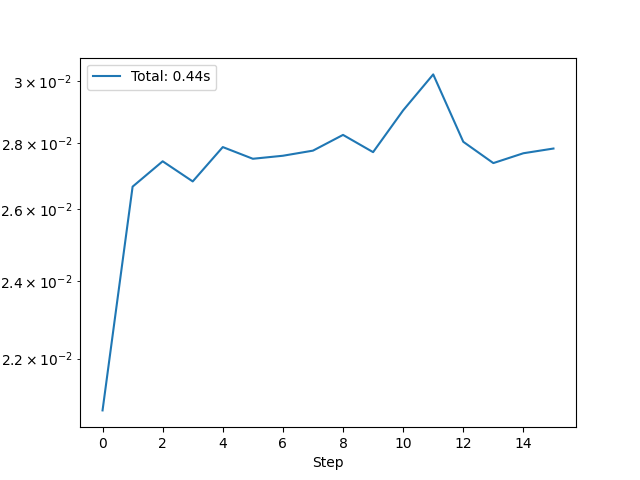 Total: 0.44s
3 × 10⁻²
2.8 × 10⁻²
2.6 × 10⁻²
2.4 × 10⁻²
2.2 × 10⁻²
0 2 4 6 8 10 12 14
Step